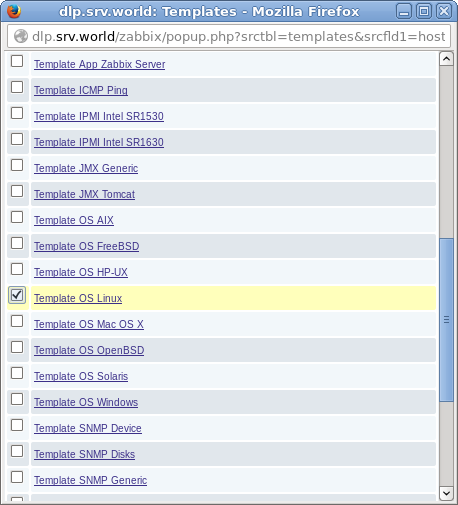 dlp.srv.world: Templates - Mozilla Firefox
dlp.srv.world/zabbix/popup.php?srctbl=templates&srcfld1=host
Template App Zabbix Server
Template ICMP Ping
Template IPMI Intel SR1530
Template IPMI Intel SR1630
Template JMX Generic
Template JMX Tomcat
Template OS AIX
Template OS FreeBSD
Template OS HP-UX
Template OS Linux
Template OS Mac OS X
Template OS OpenBSD
Template OS Solaris
Template OS Windows
Template SNMP Device
Template SNMP Disks
Template SNMP Generic